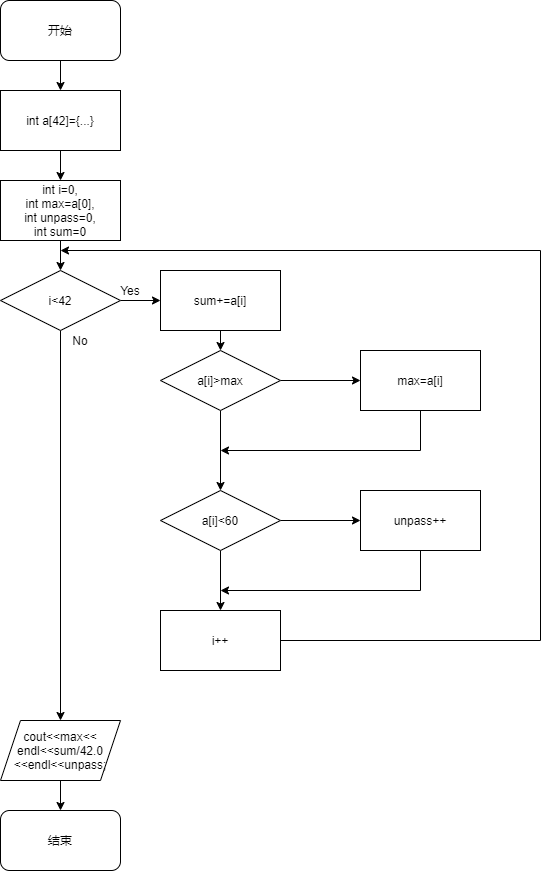 开始
int a[42]={...}
int i=0,
int max=a[0],
int unpass=0,
int sum=0
i<42
Yes
No
sum+=a[i]
a[i]>max
max=a[i]
a[i]<60
unpass++
i++
cout<<max<<
endl<<sum/42.0
<<endl<<unpass;
结束